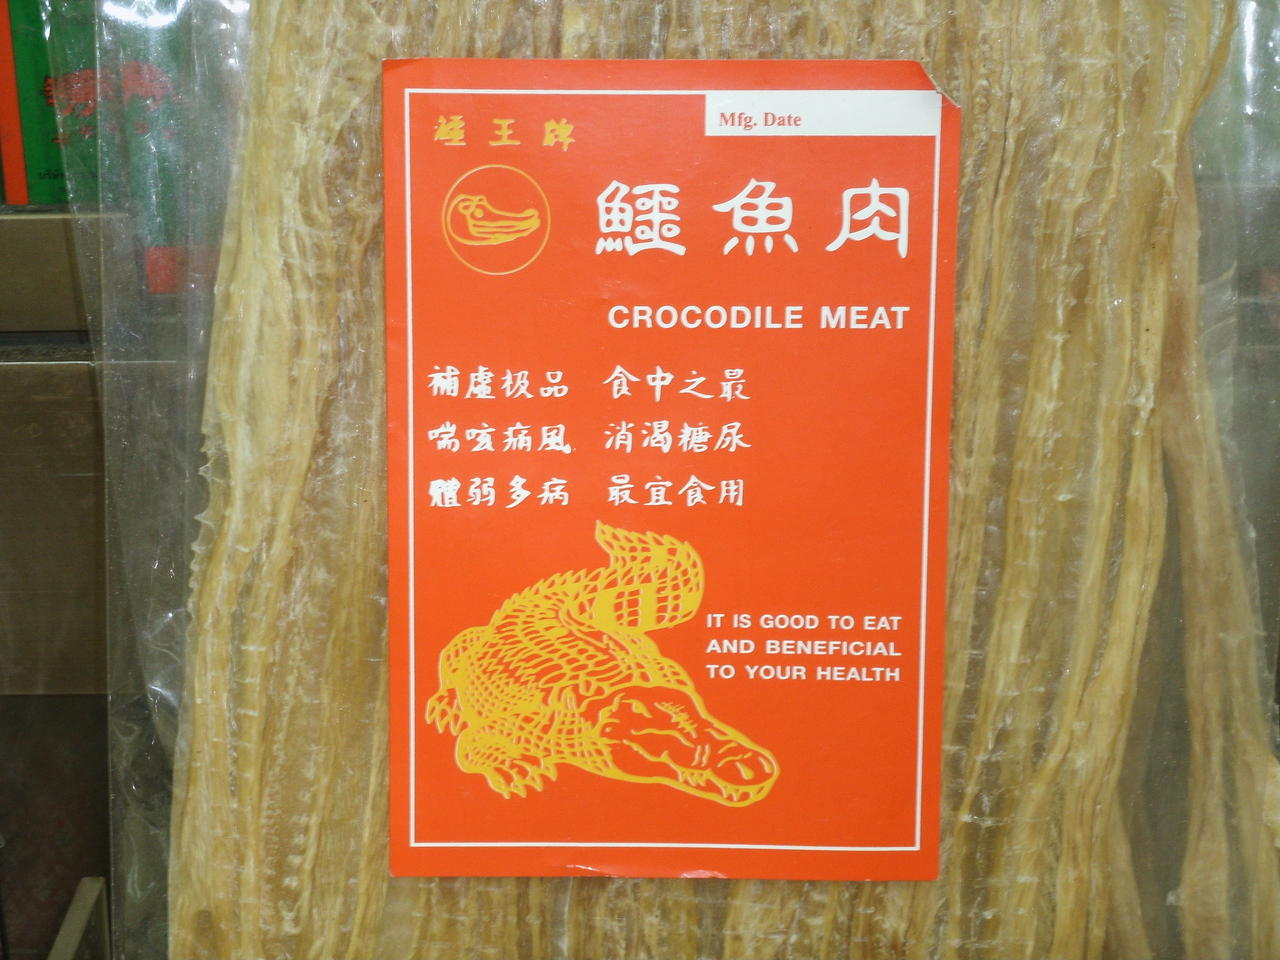 Mfg. Date
王牌
鱷魚肉
CROCODILE MEAT
補虛极品 食中之最
喘咳痛風 消渴糖尿
體弱多病 最宜食用
IT IS GOOD TO EAT
AND BENEFICIAL
TO YOUR HEALTH